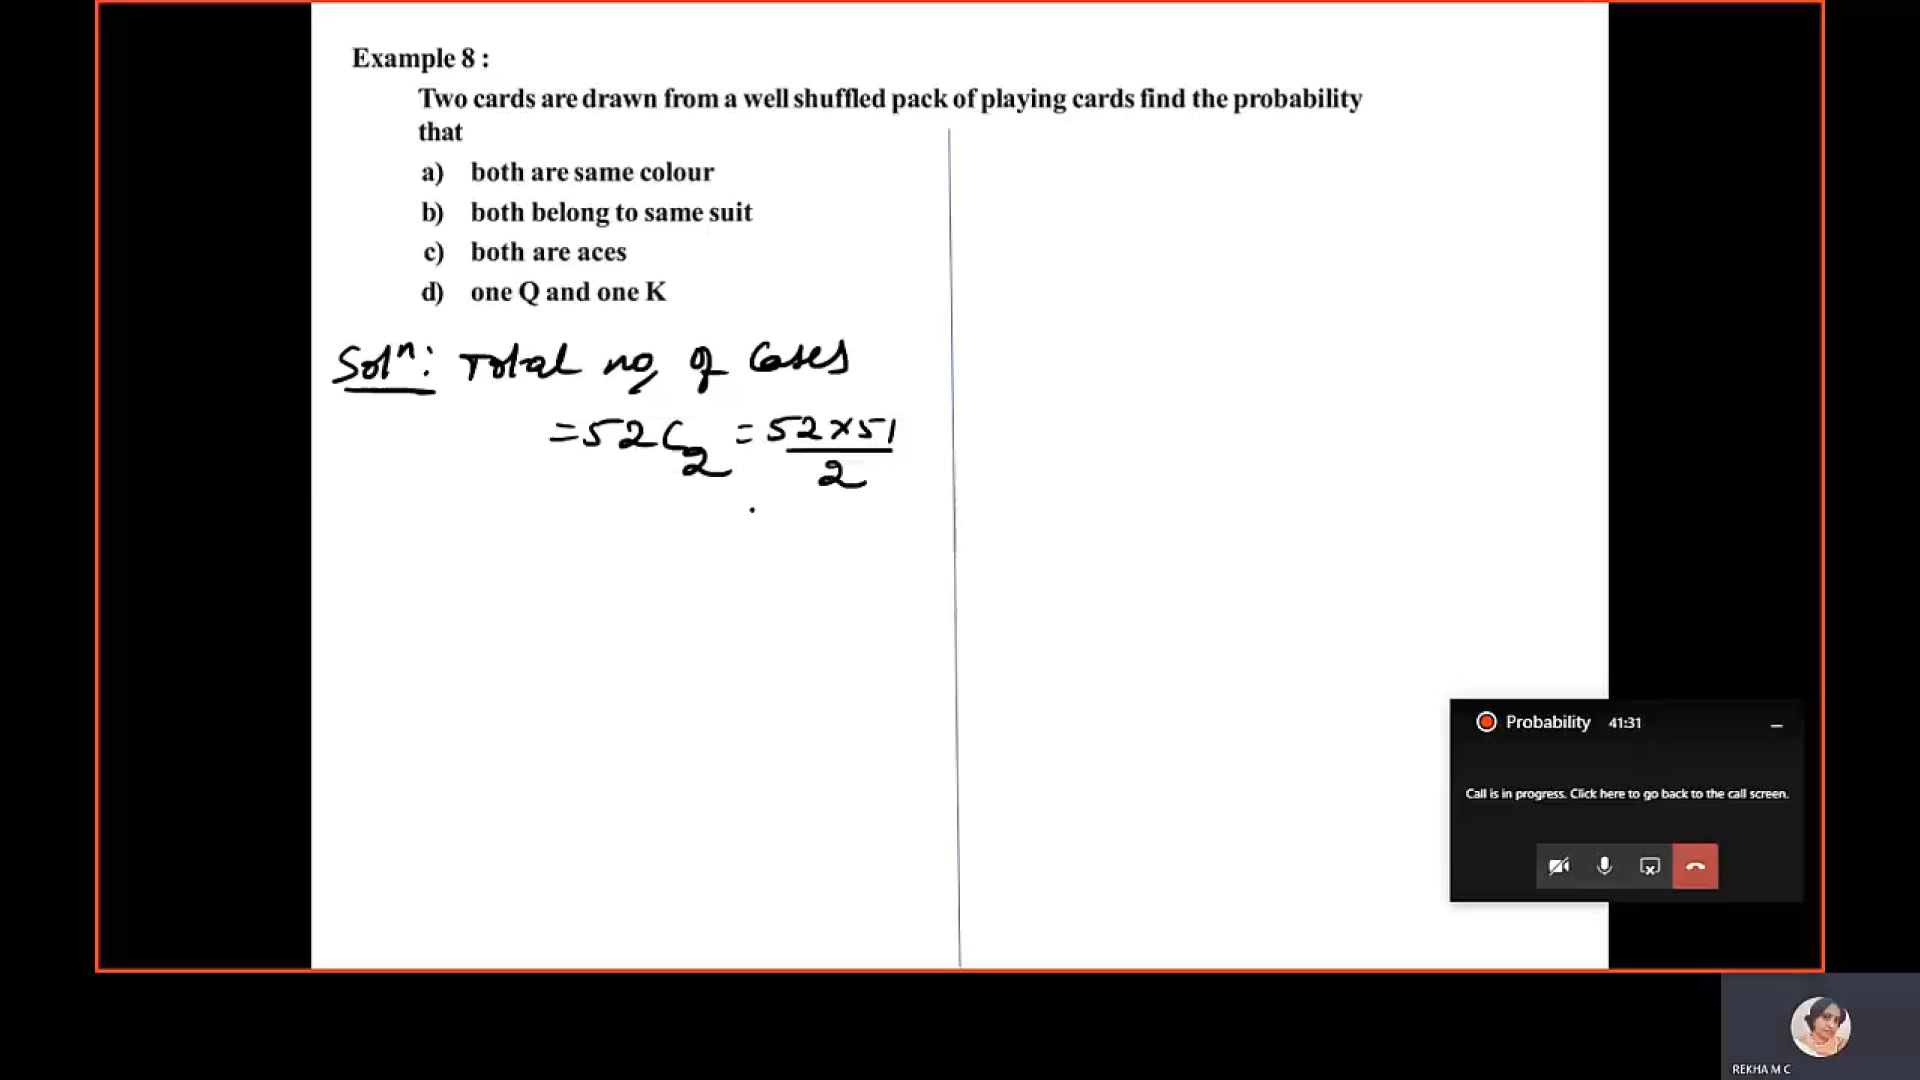 Example 8 :
Two cards are drawn from a well shuffled pack of playing cards find the probability
that
a) both are same colour
b) both belong to same suit
c) both are aces
d) one Q and one K
Solⁿ: Total no, of Cases
= 52C₂ = 52×51
2
Probability 41:31
Call is in progress. Click here to go back to the call screen.
REKHA M C